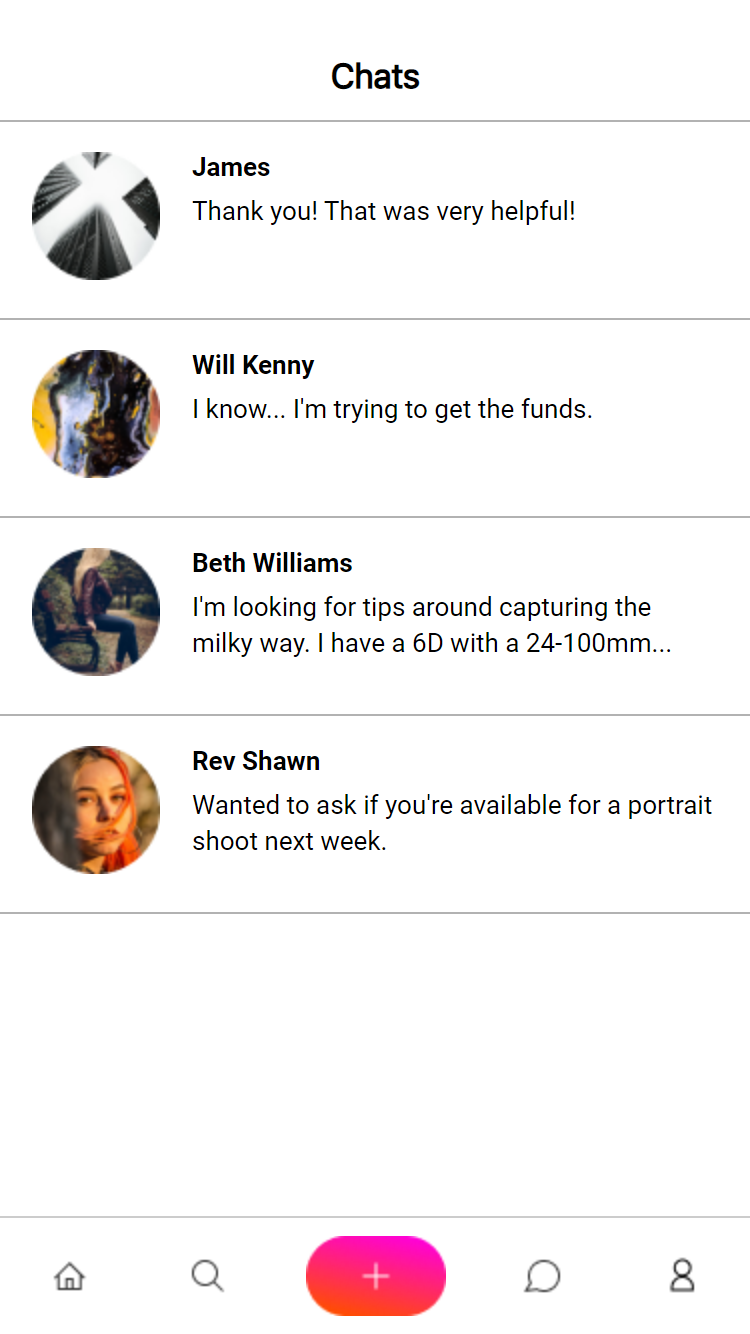 Chats
James
Thank you! That was very helpful!
Will Kenny
I know... I'm trying to get the funds.
Beth Williams
I'm looking for tips around capturing the
milky way. I have a 6D with a 24-100mm...
Rev Shawn
Wanted to ask if you're available for a portrait
shoot next week.